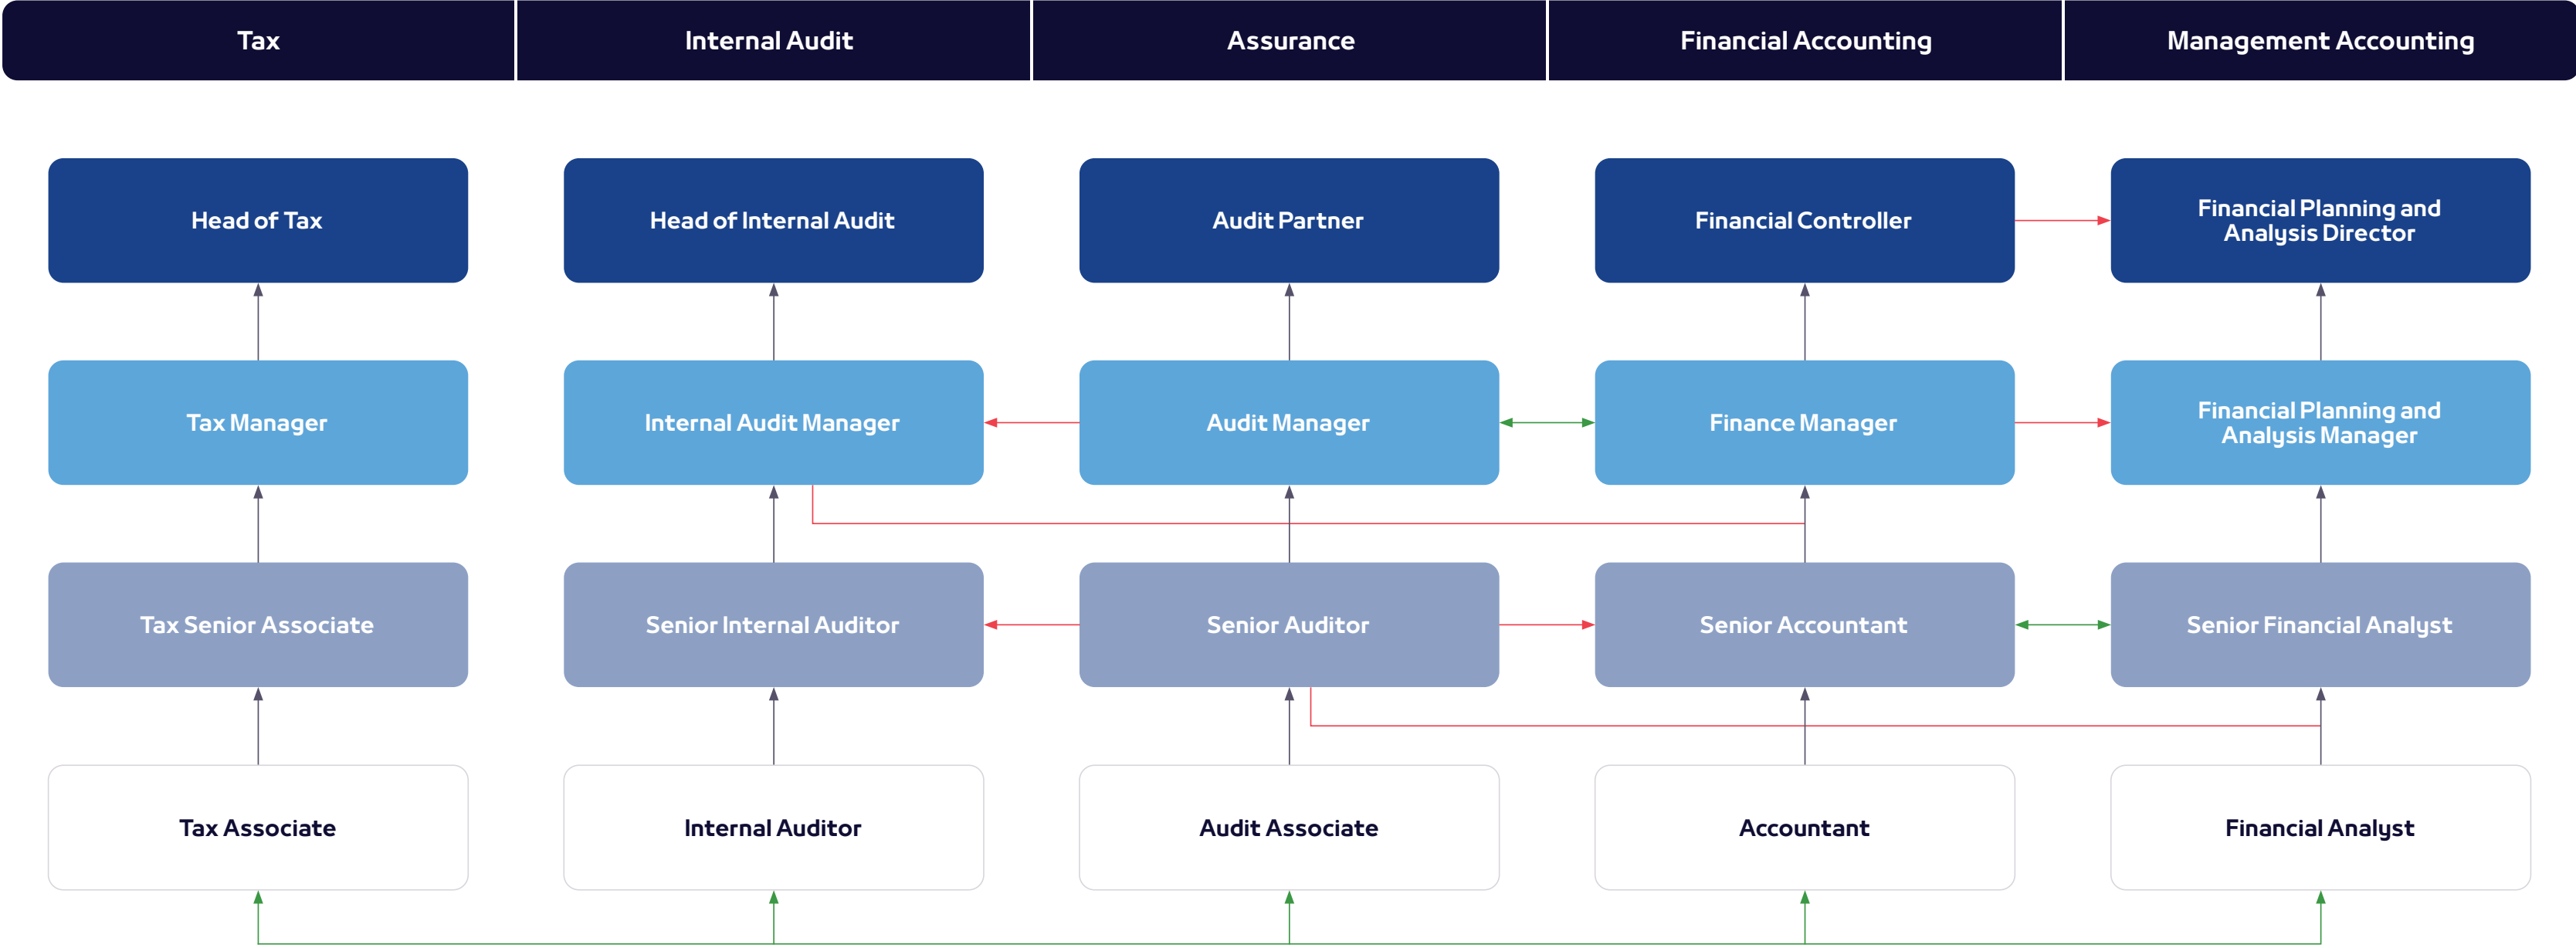 Tax
Internal Audit
Assurance
Financial Accounting
Management Accounting
Head of Tax
Head of Internal Audit
Audit Partner
Financial Controller
Financial Planning and
Analysis Director
Tax Manager
Internal Audit Manager
Audit Manager
Finance Manager
Financial Planning and
Analysis Manager
Tax Senior Associate
Senior Internal Auditor
Senior Auditor
Senior Accountant
Senior Financial Analyst
Tax Associate
Internal Auditor
Audit Associate
Accountant
Financial Analyst